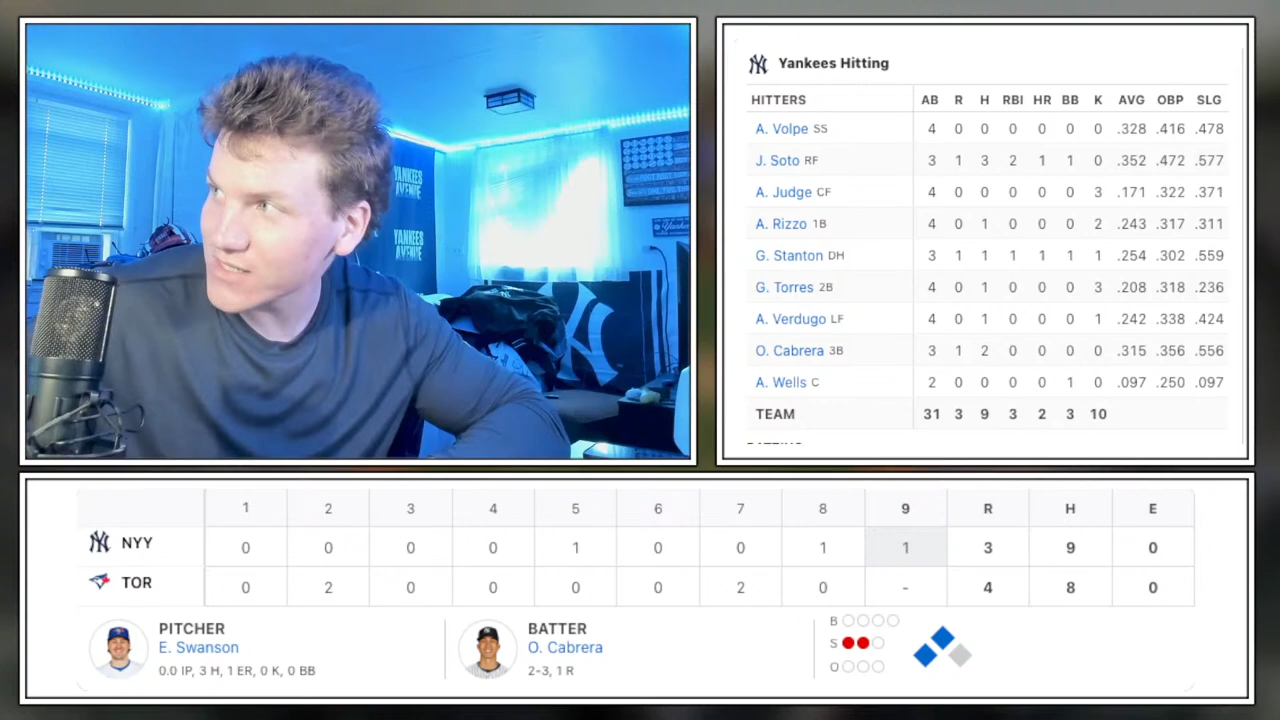 YANKEES
AVENUE
YANKEES
AVENUE
Yankees Hitting
HITTERS AB R H RBI HR BB K AVG OBP SLG
A. Volpe SS 4 0 0 0 0 0 0 .328 .416 .478
J. Soto RF 3 1 3 2 1 1 0 .352 .472 .577
A. Judge CF 4 0 0 0 0 0 3 .171 .322 .371
A. Rizzo 1B 4 0 1 0 0 0 2 .243 .317 .311
G. Stanton DH 3 1 1 1 1 1 1 .254 .302 .559
G. Torres 2B 4 0 1 0 0 0 3 .208 .318 .236
A. Verdugo LF 4 0 1 0 0 0 1 .242 .338 .424
O. Cabrera 3B 3 1 2 0 0 0 0 .315 .356 .556
A. Wells C 2 0 0 0 0 1 0 .097 .250 .097
TEAM 31 3 9 3 2 3 10
1 2 3 4 5 6 7 8 9 R H E
NYY 0 0 0 0 1 0 0 1 1 3 9 0
TOR 0 2 0 0 0 0 2 0 - 4 8 0
PITCHER
E. Swanson
0.0 IP, 3 H, 1 ER, 0 K, 0 BB
BATTER
O. Cabrera
2-3, 1 R
B
S
O